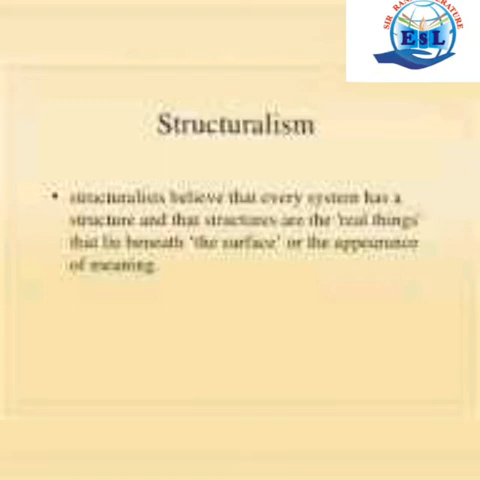 ESL
Structuralism
• structuralists believe that every system has a
structure and that structures are the 'real things'
that lie beneath 'the surface' or the appearance
of meaning.